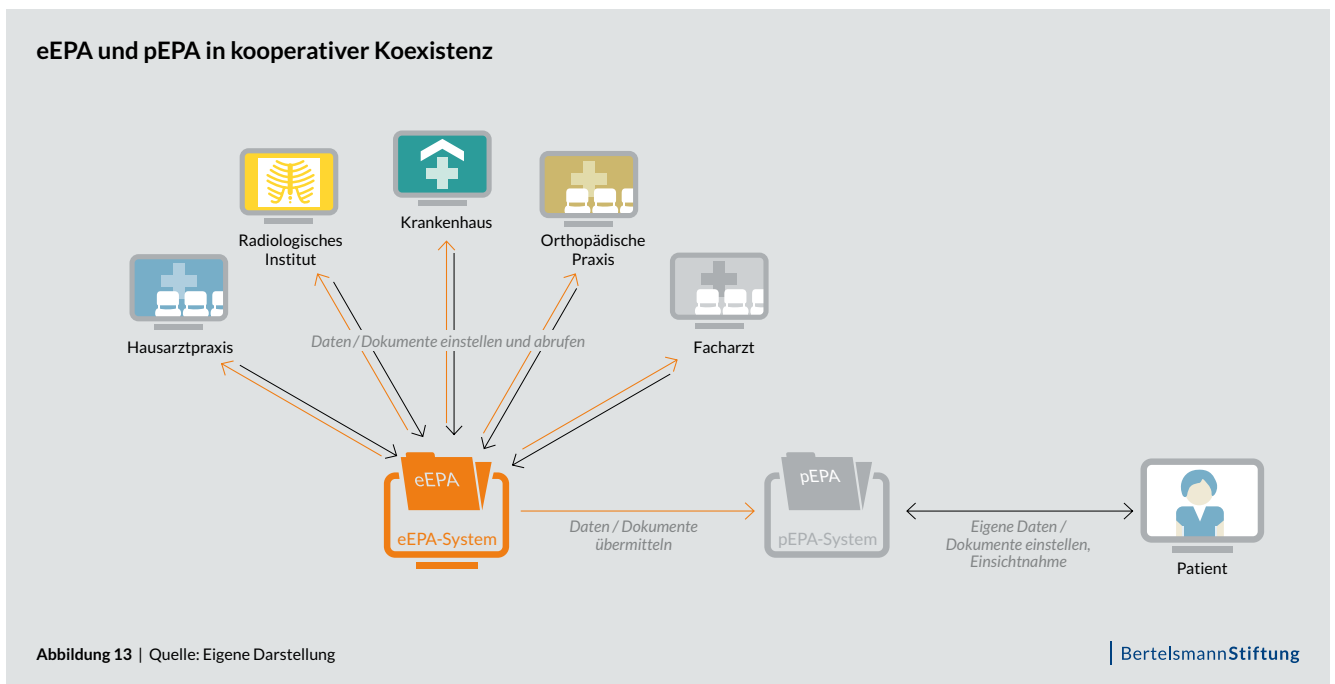 eEPA und pEPA in kooperativer Koexistenz
Krankenhaus
Radiologisches
Institut
Orthopädische
Praxis
Hausarztpraxis
Daten / Dokumente einstellen und abrufen
Facharzt
eEPA
eEPA-System
Daten / Dokumente
übermitteln
pEPA
pEPA-System
Eigene Daten /
Dokumente einstellen,
Einsichtnahme
Patient
Abbildung 13 | Quelle: Eigene Darstellung
BertelsmannStiftung